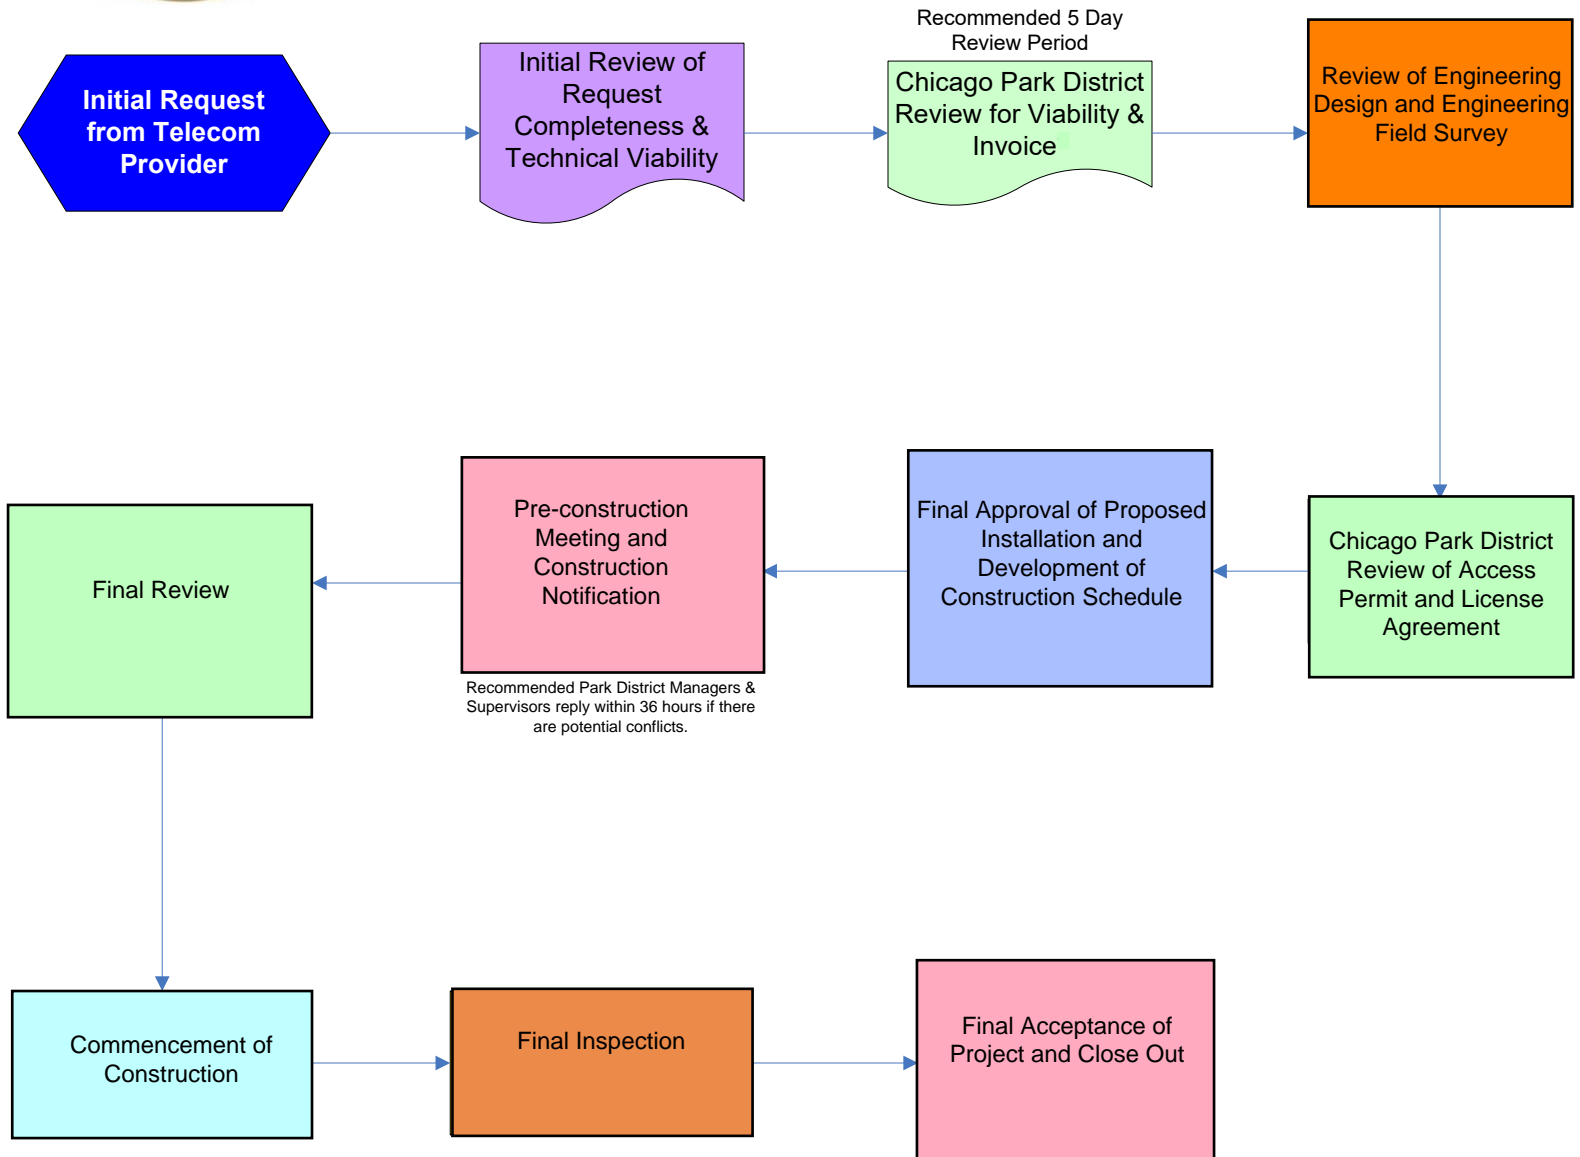 Initial Request
from Telecom
Provider
Initial Review of
Request
Completeness &
Technical Viability
Recommended 5 Day
Review Period
Chicago Park District
Review for Viability &
Invoice
Review of Engineering
Design and Engineering
Field Survey
Chicago Park District
Review of Access
Permit and License
Agreement
Final Approval of Proposed
Installation and
Development of
Construction Schedule
Pre-construction
Meeting and
Construction
Notification
Recommended Park District Managers &
Supervisors reply within 36 hours if there
are potential conflicts.
Final Review
Commencement of
Construction
Final Inspection
Final Acceptance of
Project and Close Out